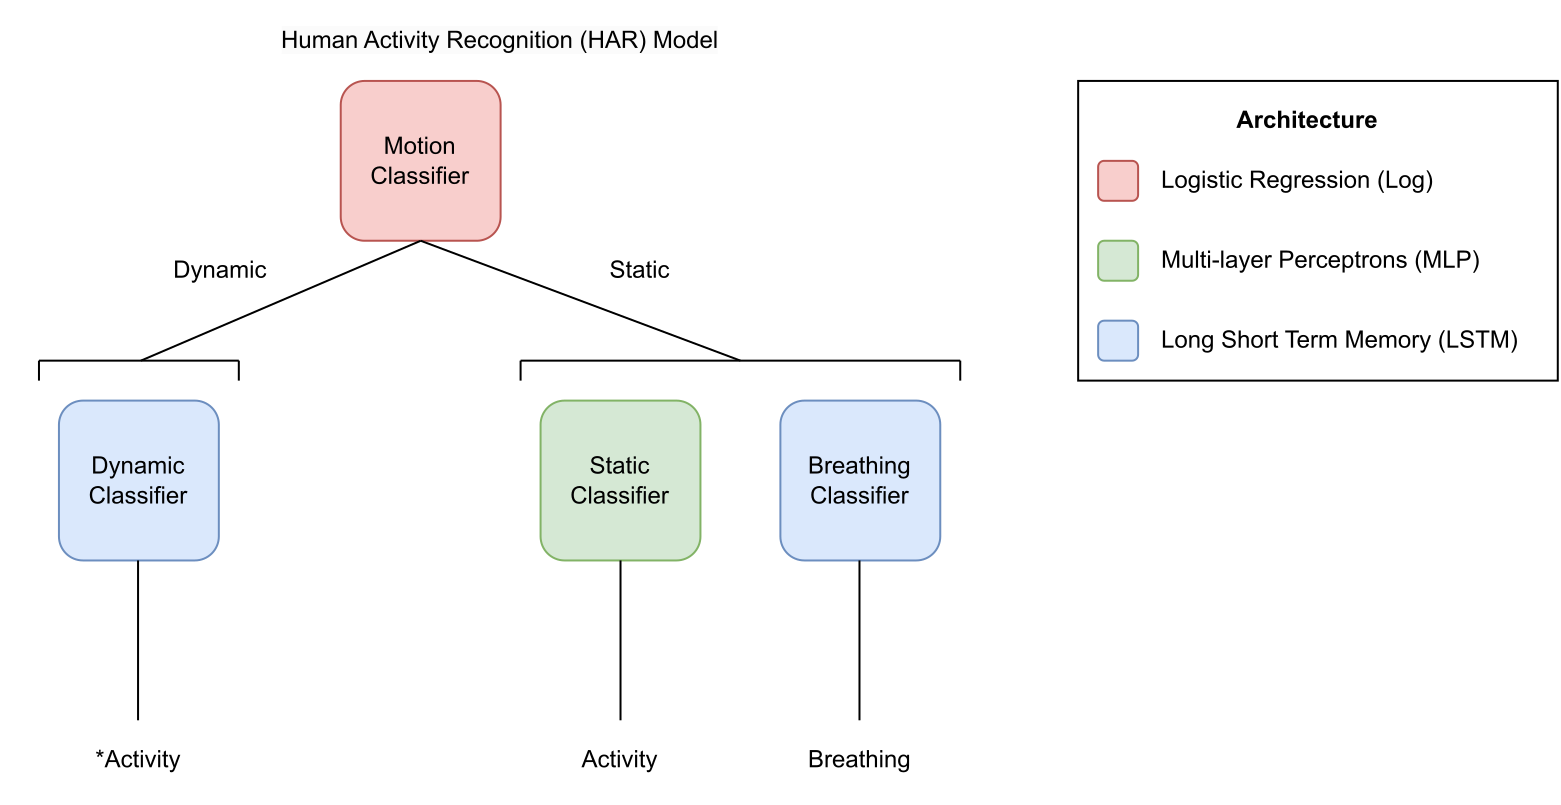 Human Activity Recognition (HAR) Model
Motion
Classifier
Dynamic
Static
Dynamic
Classifier
Static
Classifier
Breathing
Classifier
*Activity
Activity
Breathing
Architecture
Logistic Regression (Log)
Multi-layer Perceptrons (MLP)
Long Short Term Memory (LSTM)